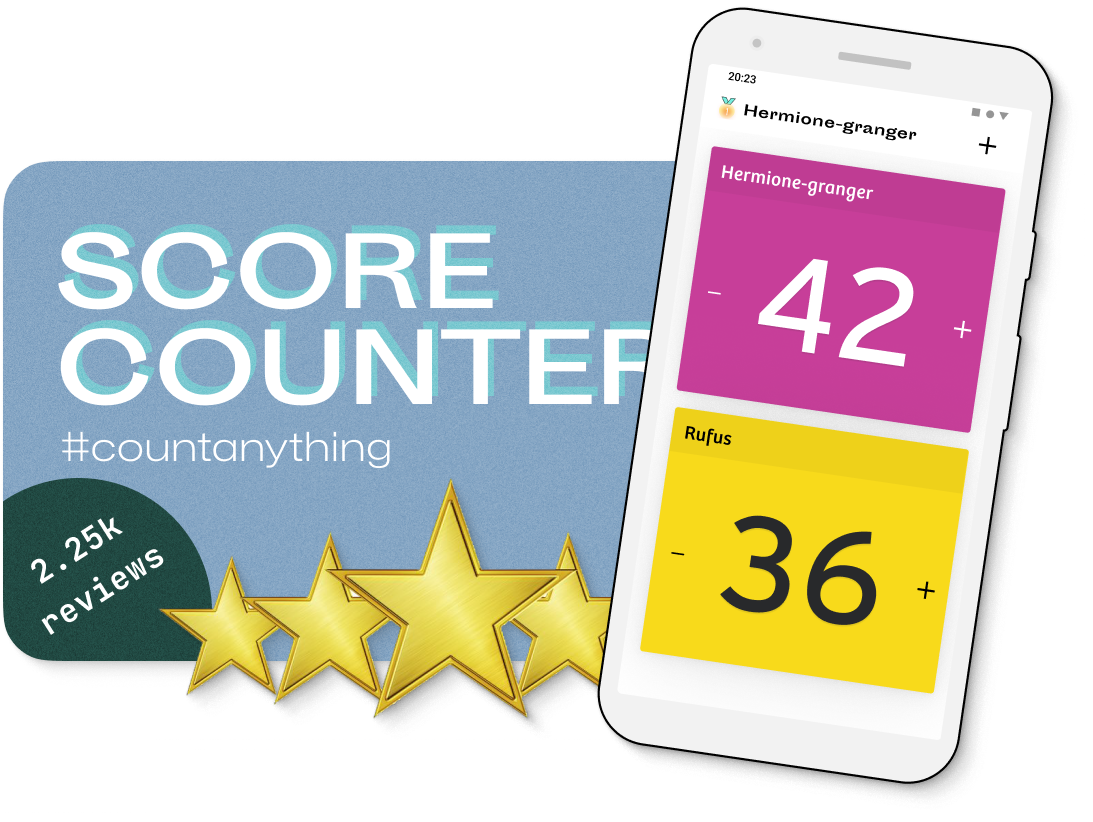 SCORE
COUNTER
#countanything
2.25k
reviews
20:23
Hermione-granger
+
Hermione-granger
− 42 +
Rufus
− 36 +